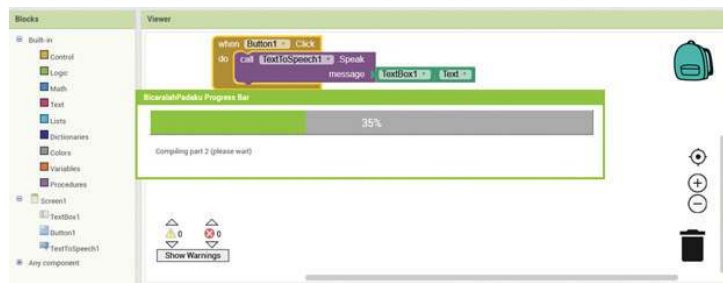 Blocks
Viewer
Built-in
Control
Logic
Math
Text
Lists
Dictionaries
Colors
Variables
Procedures
Screen1
TextBox1
Button1
TextToSpeech1
Any component
when Button1 Click
do call TextToSpeech1 Speak
message TextBox1 Text
BicaralahPadaku Progress Bar
35%
Compiling part 2 (please wait)
0 0
Show Warnings